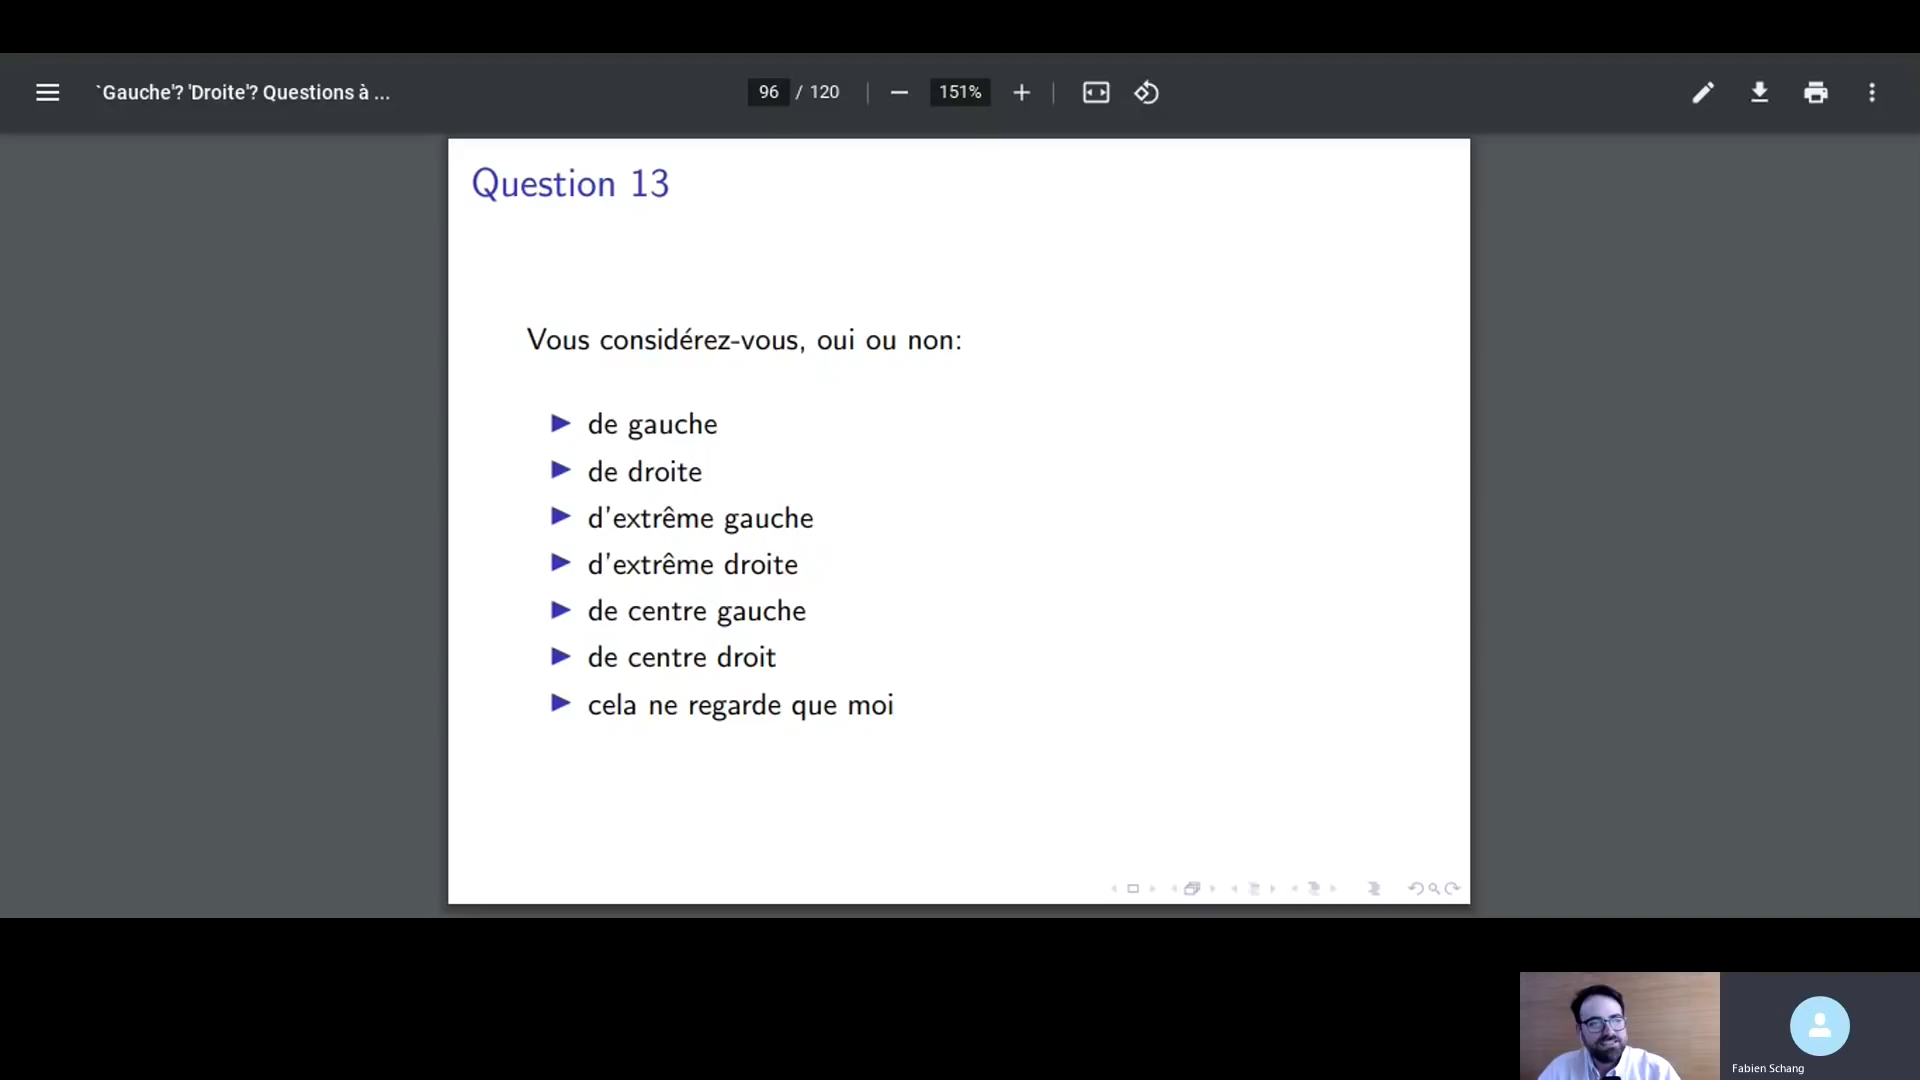 `Gauche'? 'Droite'? Questions à ...
96 / 120
151%
Question 13
Vous considérez-vous, oui ou non:
de gauche
de droite
d'extrême gauche
d'extrême droite
de centre gauche
de centre droit
cela ne regarde que moi
Fabien Schang